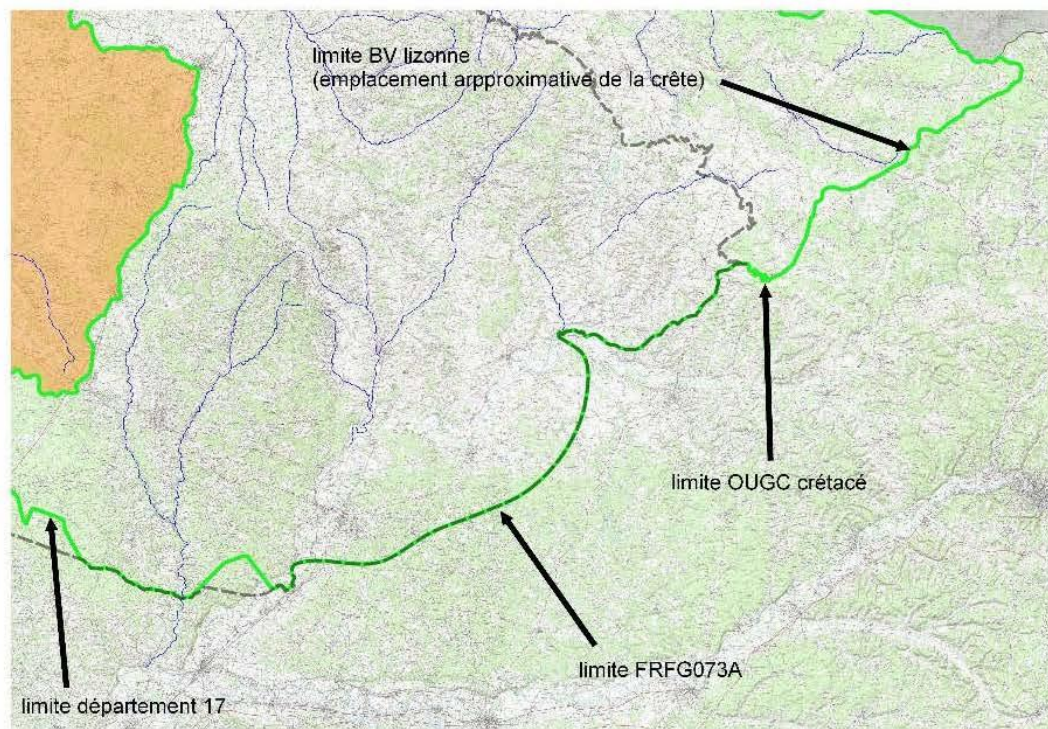 limite BV lizonne
(emplacement arpproximative de la crête)
limite OUGC crétacé
limite FRFG073A
limite département 17